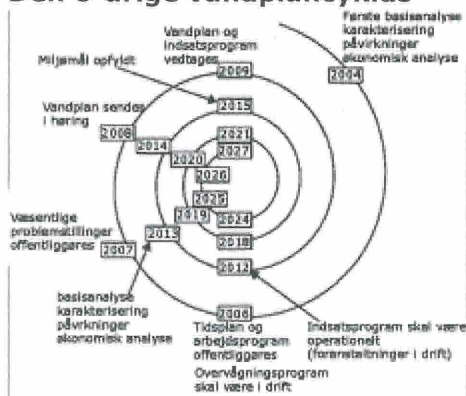 Den 6-årige vandplancyklus
Første basisanalyse
karakterisering
påvirkninger
økonomisk analyse
2004
Vandplan og
indsatsprogram
vedtages
2009
Miljømål opfyldt
2015
Vandplan sendes
i høring
2008
2014
2021
2027
2020
2026
2025
2019
2024
Væsentlige
problemstillinger
offentliggøres
2007
2013
2018
2012
basisanalyse
karakterisering
påvirkninger
økonomisk analyse
2006
Tidsplan og
arbejdsprogram
offentliggøres
Overvågningsprogram
skal være i drift
Indsatsprogram skal være
operationelt
(foranstaltninger i drift)